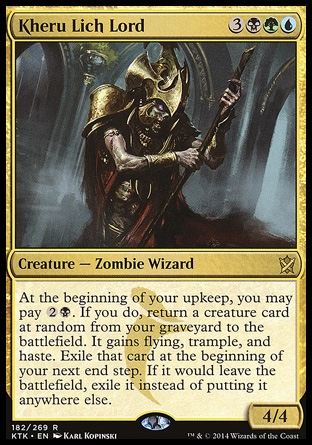 Kheru Lich Lord 3
Creature — Zombie Wizard
At the beginning of your upkeep, you may
pay 2. If you do, return a creature card
at random from your graveyard to the
battlefield. It gains flying, trample, and
haste. Exile that card at the beginning of
your next end step. If it would leave the
battlefield, exile it instead of putting it
anywhere else.
4/4
182/269 R
KTK • EN Karl Kopinski ™ & © 2014 Wizards of the Coast